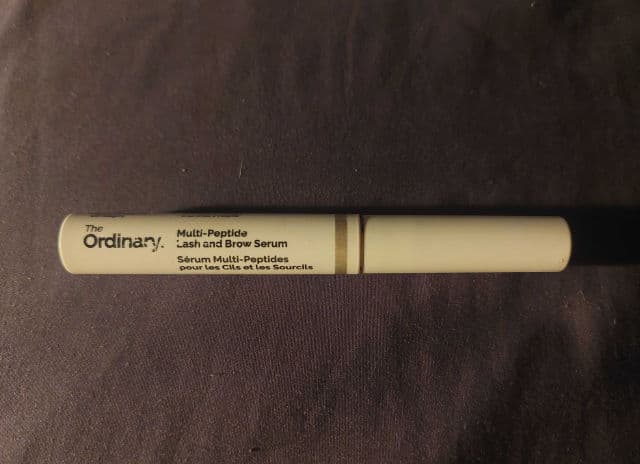 The
Ordinary.
Multi-Peptide
Lash and Brow Serum
Sérum Multi-Peptides
pour les Cils et les Sourcils